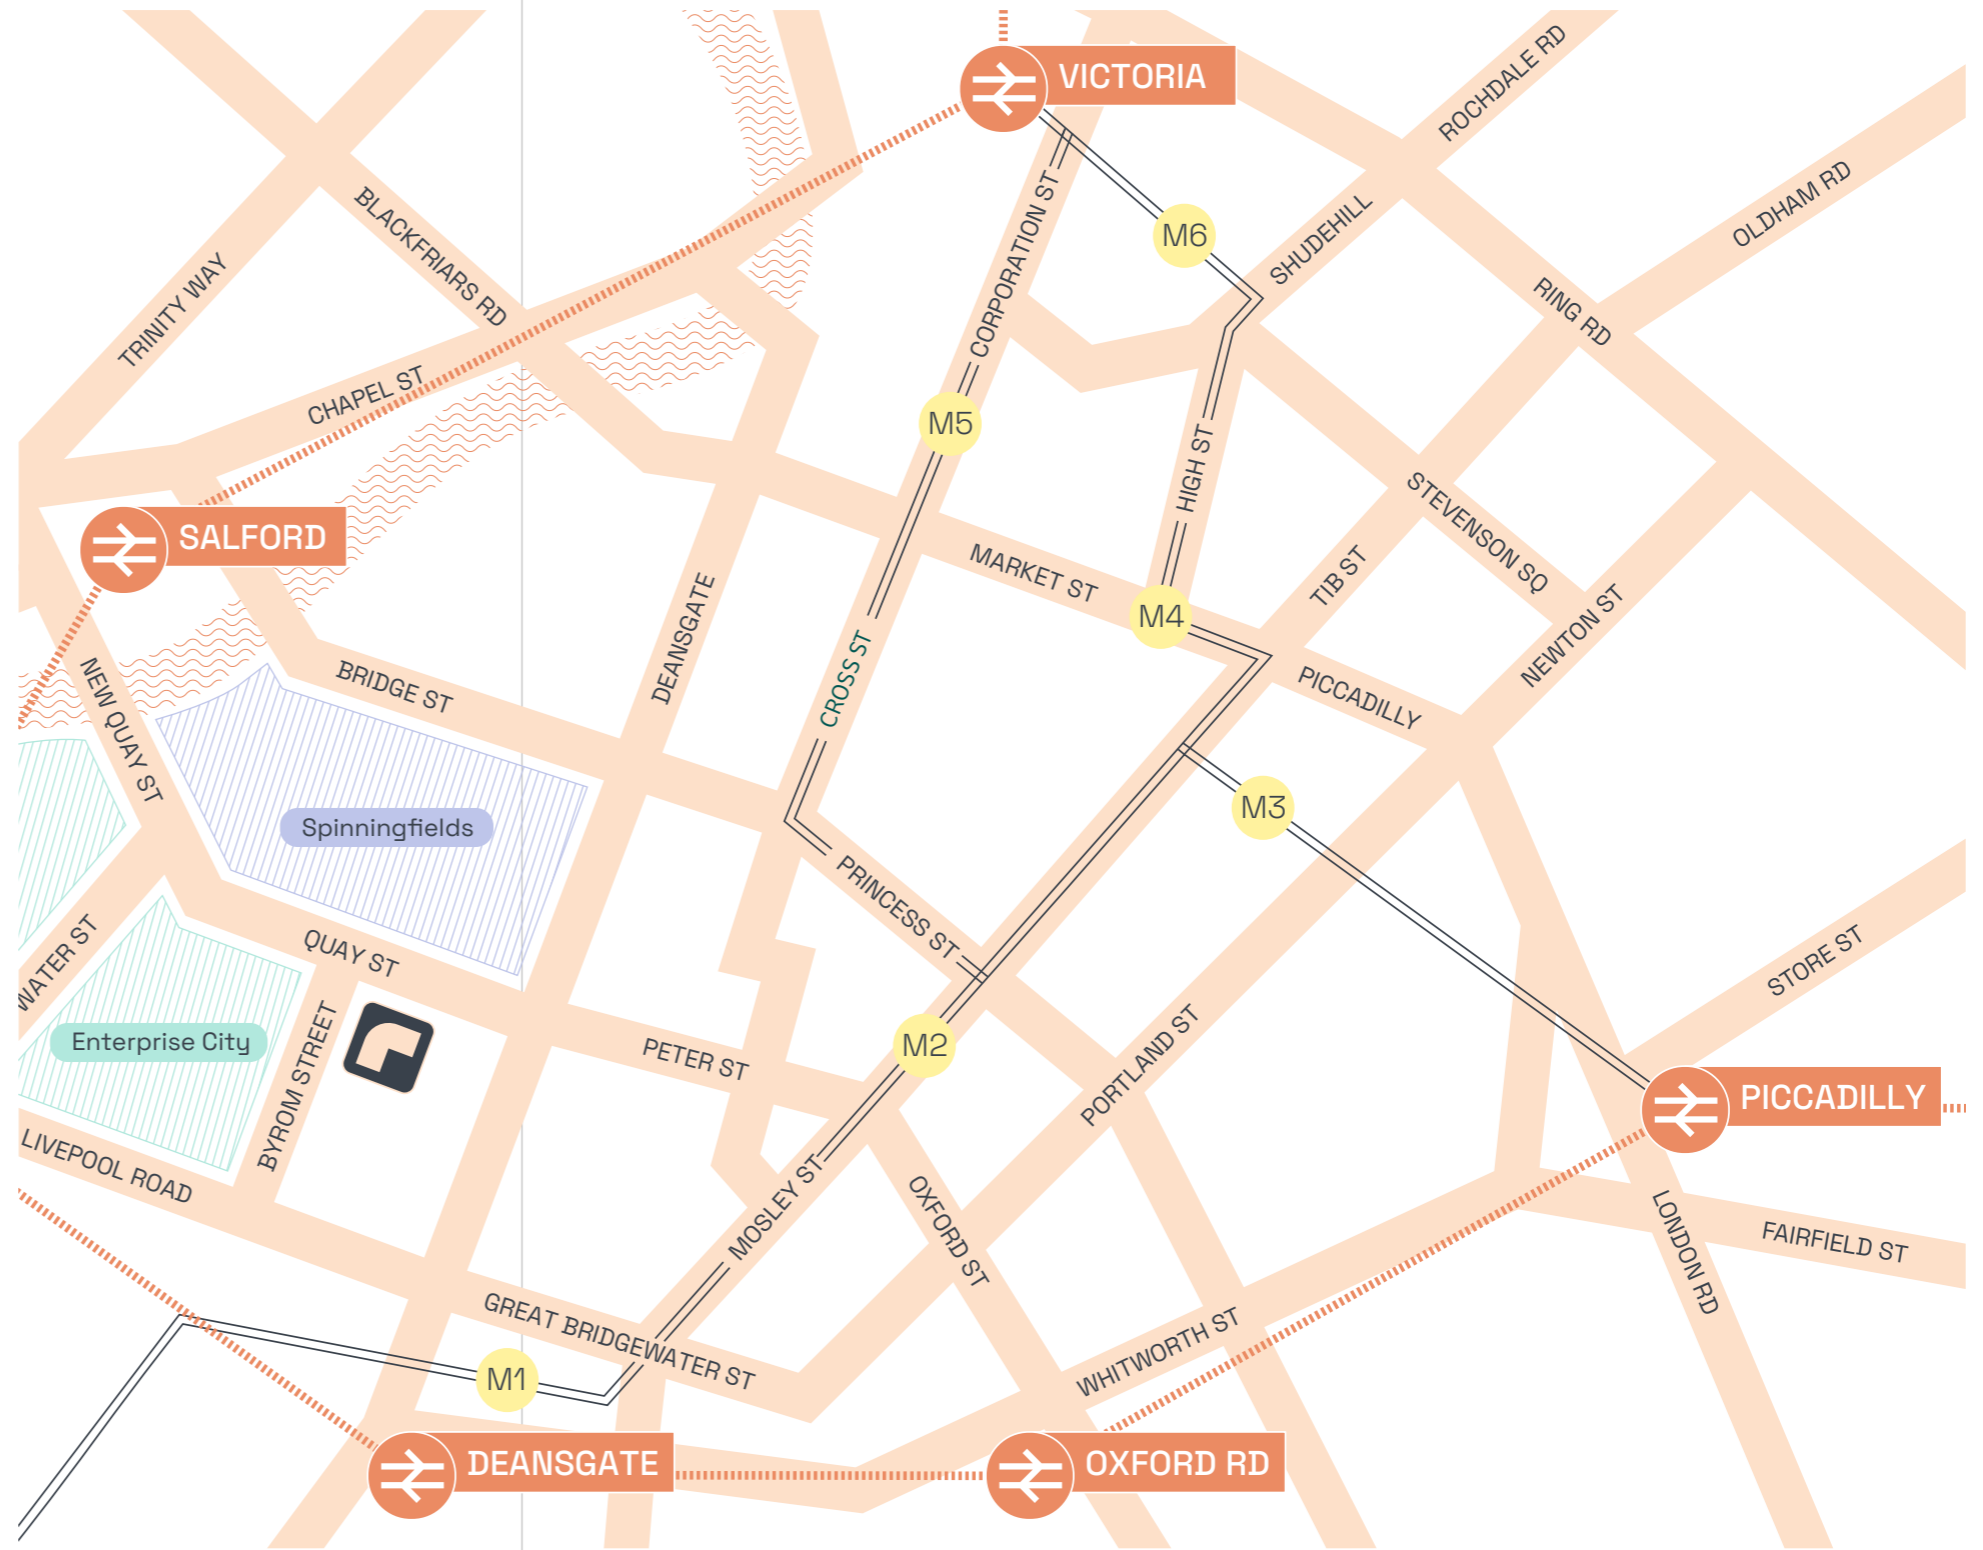 VICTORIA
ROCHDALE RD
OLDHAM RD
BLACKFRIARS RD
TRINITY WAY
CORPORATION ST
M6
SHUDEHILL
RING RD
CHAPEL ST
M5
HIGH ST
STEVENSON SQ
SALFORD
MARKET ST
TIB ST
M4
DEANSGATE
CROSS ST
NEWTON ST
BRIDGE ST
PICCADILLY
NEW QUAY ST
M3
Spinningfields
PRINCESS ST
QUAY ST
WATER ST
STORE ST
Enterprise City
M2
PETER ST
PORTLAND ST
BYROM STREET
PICCADILLY
LIVEPOOL ROAD
MOSLEY ST
OXFORD ST
LONDON RD
FAIRFIELD ST
GREAT BRIDGEWATER ST
WHITWORTH ST
M1
DEANSGATE
OXFORD RD